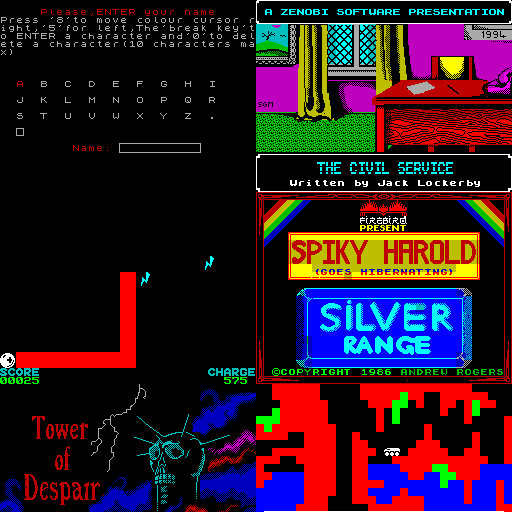 Please,ENTER your name
Press '8'to move colour cursor r
ight,'5'for left,The'break key't
o ENTER a character and'0'to del
ete a character(10 characters ma
x)
A B C D E F G H I
J K L M N O P Q R
S T U V W X Y Z .
Name:
A ZENOBI SOFTWARE PRESENTATION
1994
SGM
THE CIVIL SERVICE
Written by Jack Lockerby
SCORE
00025
CHARGE
575
FIREBIRD
PRESENT
SPIKY HAROLD
(GOES HIBERNATING)
SILVER
RANGE
©COPYRIGHT 1986 ANDREW ROGERS
Tower
of
Despair